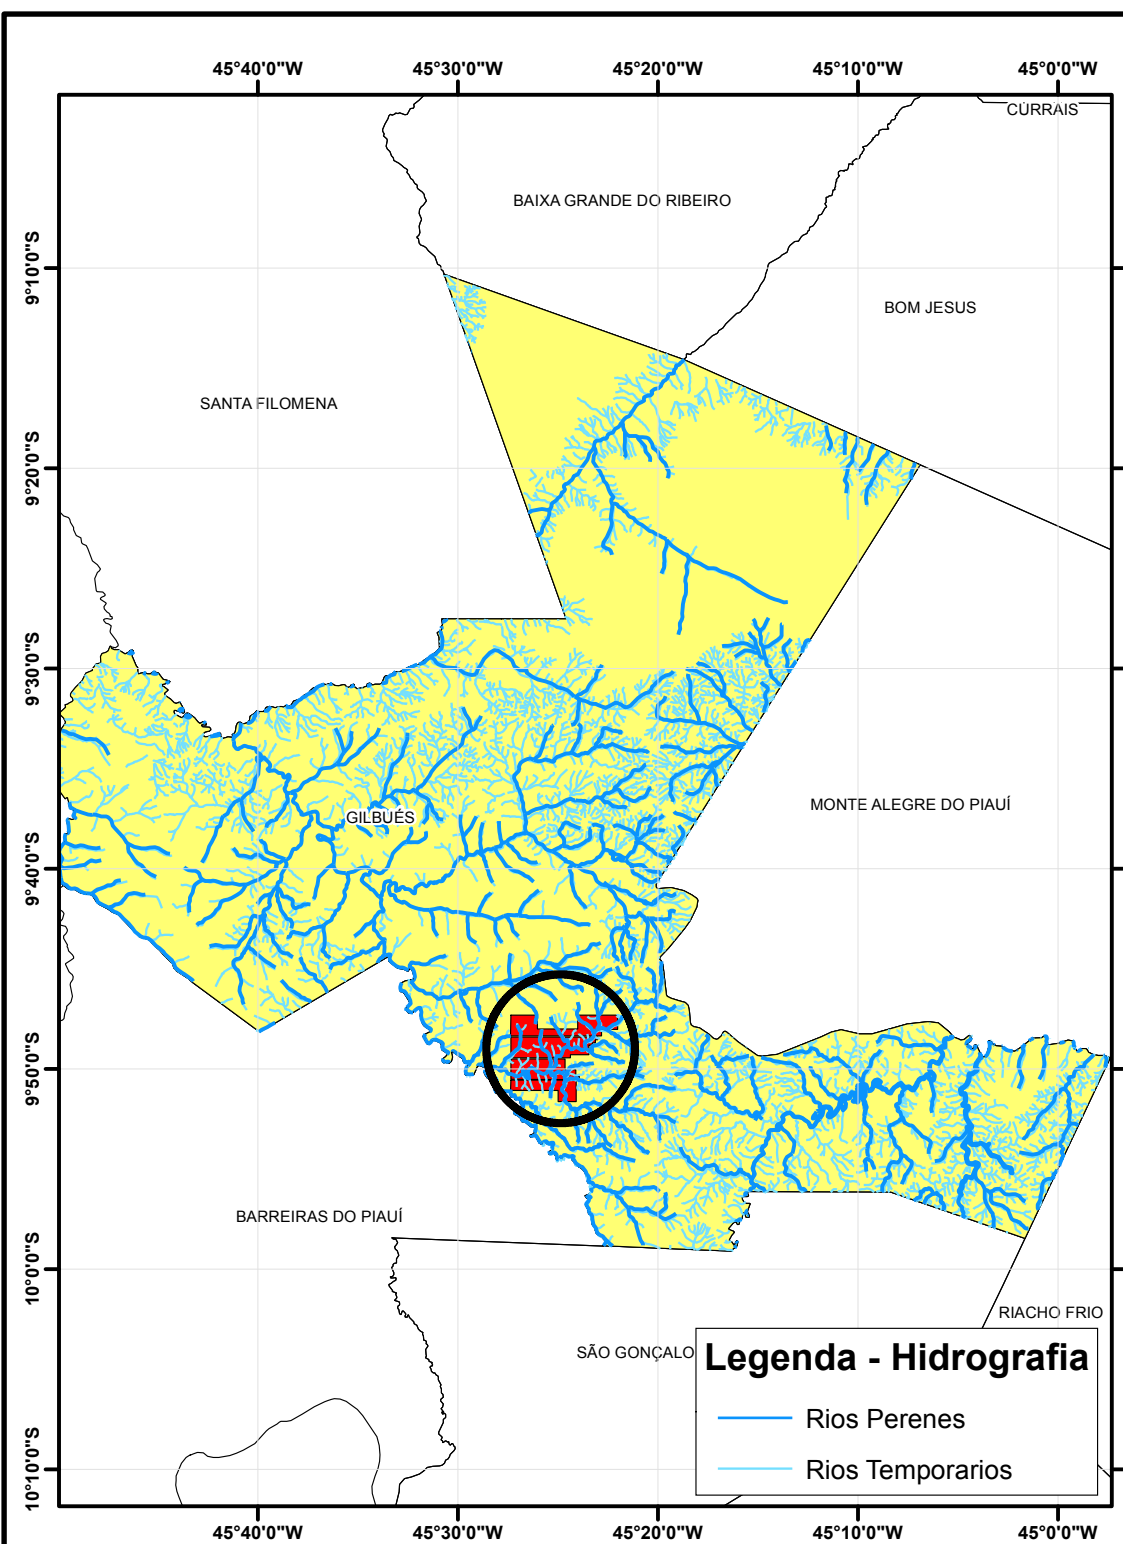 45°40'0"W 45°30'0"W 45°20'0"W 45°10'0"W 45°0'0"W
CURRAIS
BAIXA GRANDE DO RIBEIRO
9°10'0"S
BOM JESUS
SANTA FILOMENA
9°20'0"S
9°30'0"S
MONTE ALEGRE DO PIAUÍ
GILBUÉS
9°40'0"S
9°50'0"S
BARREIRAS DO PIAUÍ
10°0'0"S
RIACHO FRIO
SÃO GONÇALO
Legenda - Hidrografia
Rios Perenes
Rios Temporarios
10°10'0"S
45°40'0"W 45°30'0"W 45°20'0"W 45°10'0"W 45°0'0"W